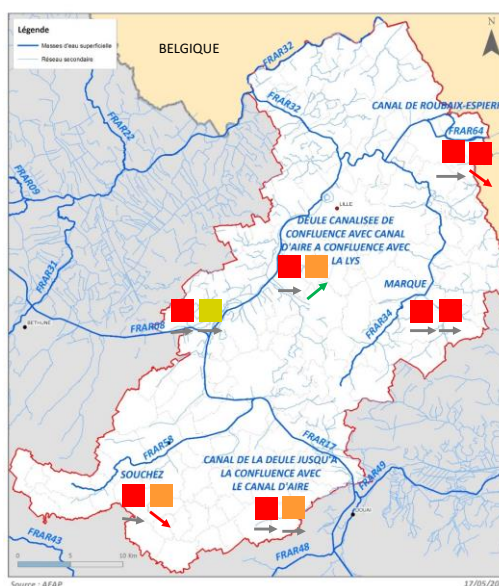 Légende
Masses d'eau superficielle
Réseau secondaire
BELGIQUE
N
FRAR32
FRAR32
FRAR22
CANAL DE ROUBAIX-ESPIERRE
FRAR64
FRAR09
LILLE
DEULE CANALISEE DE
CONFLUENCE AVEC CANAL
D'AIRE A CONFLUENCE AVEC
LA LYS
FRAR31
MARQUE
BETHUNE
FRAR08
FRAR34
FRAR58
FRAR17
SOUCHEZ
CANAL DE LA DEULE JUSQU'A
LA CONFLUENCE AVEC
LE CANAL D'AIRE
FRAR49
DOUAI
FRAR43
FRAR48
0 5 10 Km
Source : AEAP
17/05/20